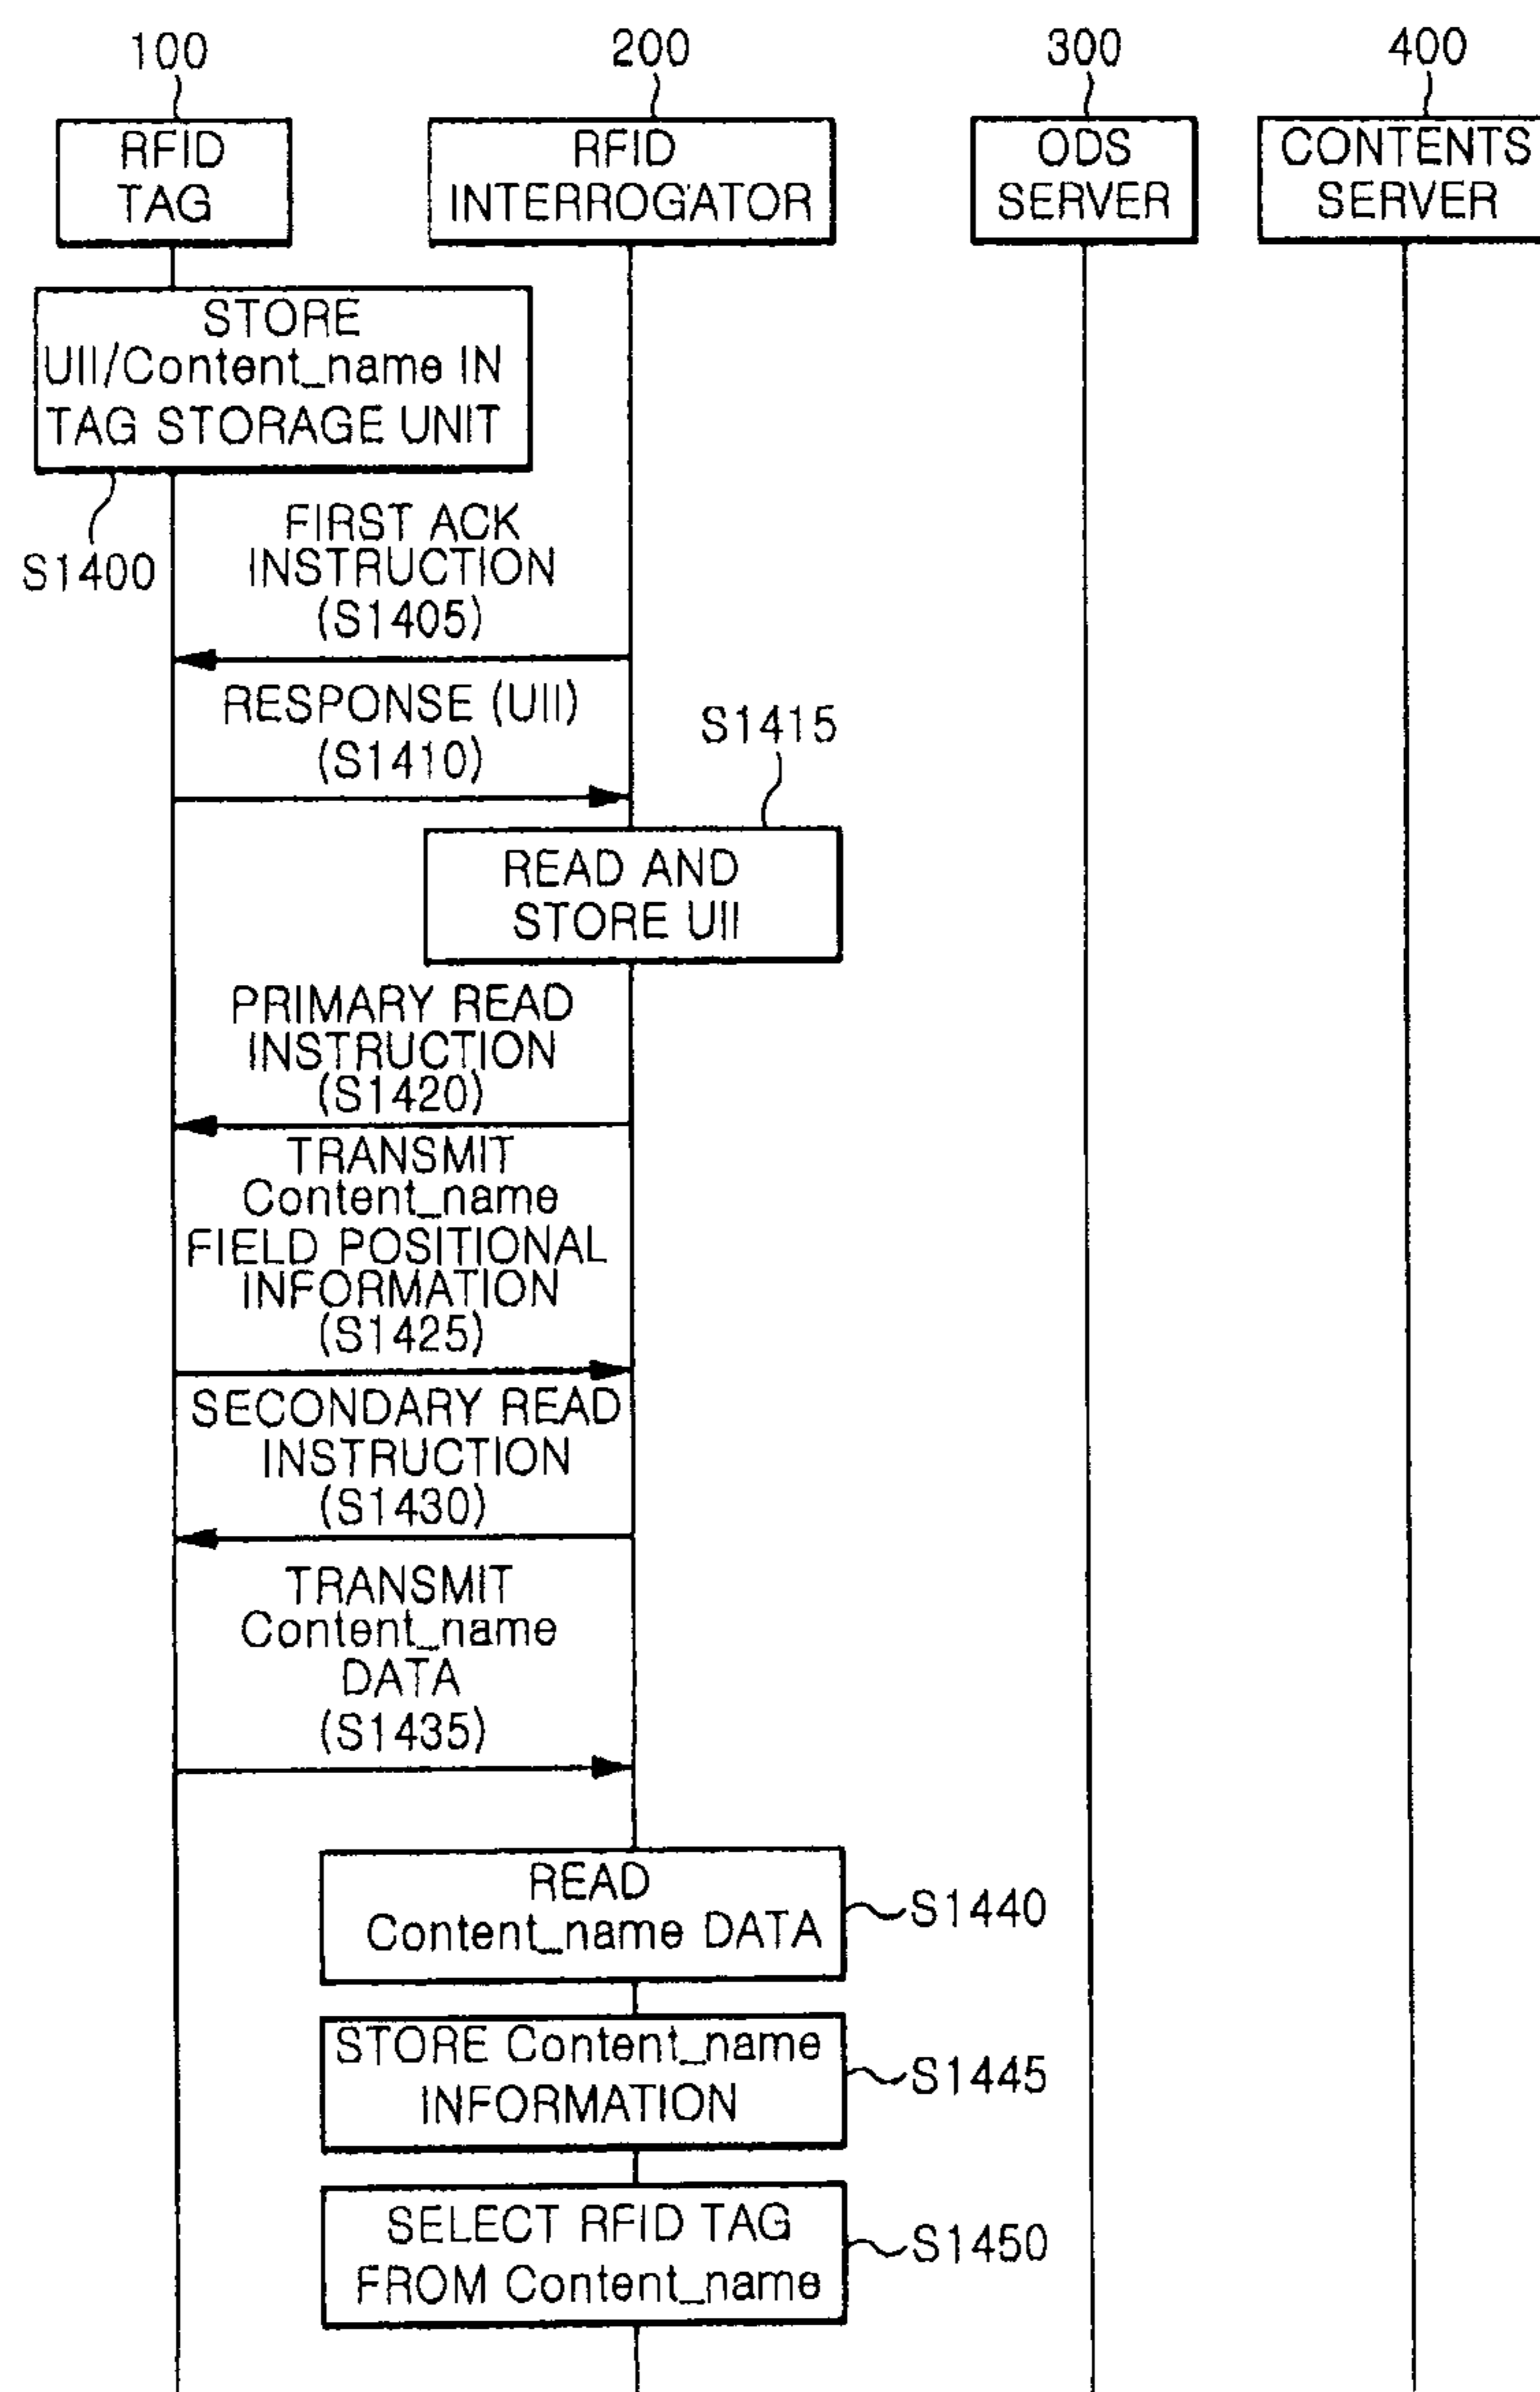 100
200
300
400
RFID
TAG
RFID
INTERROGATOR
ODS
SERVER
CONTENTS
SERVER
STORE
UII/Content_name IN
TAG STORAGE UNIT
S1400
FIRST ACK
INSTRUCTION
(S1405)
RESPONSE (UII)
(S1410)
S1415
READ AND
STORE UII
PRIMARY READ
INSTRUCTION
(S1420)
TRANSMIT
Content_name
FIELD POSITIONAL
INFORMATION
(S1425)
SECONDARY READ
INSTRUCTION
(S1430)
TRANSMIT
Content_name
DATA
(S1435)
READ
Content_name DATA
S1440
STORE Content_name
INFORMATION
S1445
SELECT RFID TAG
FROM Content_name
S1450